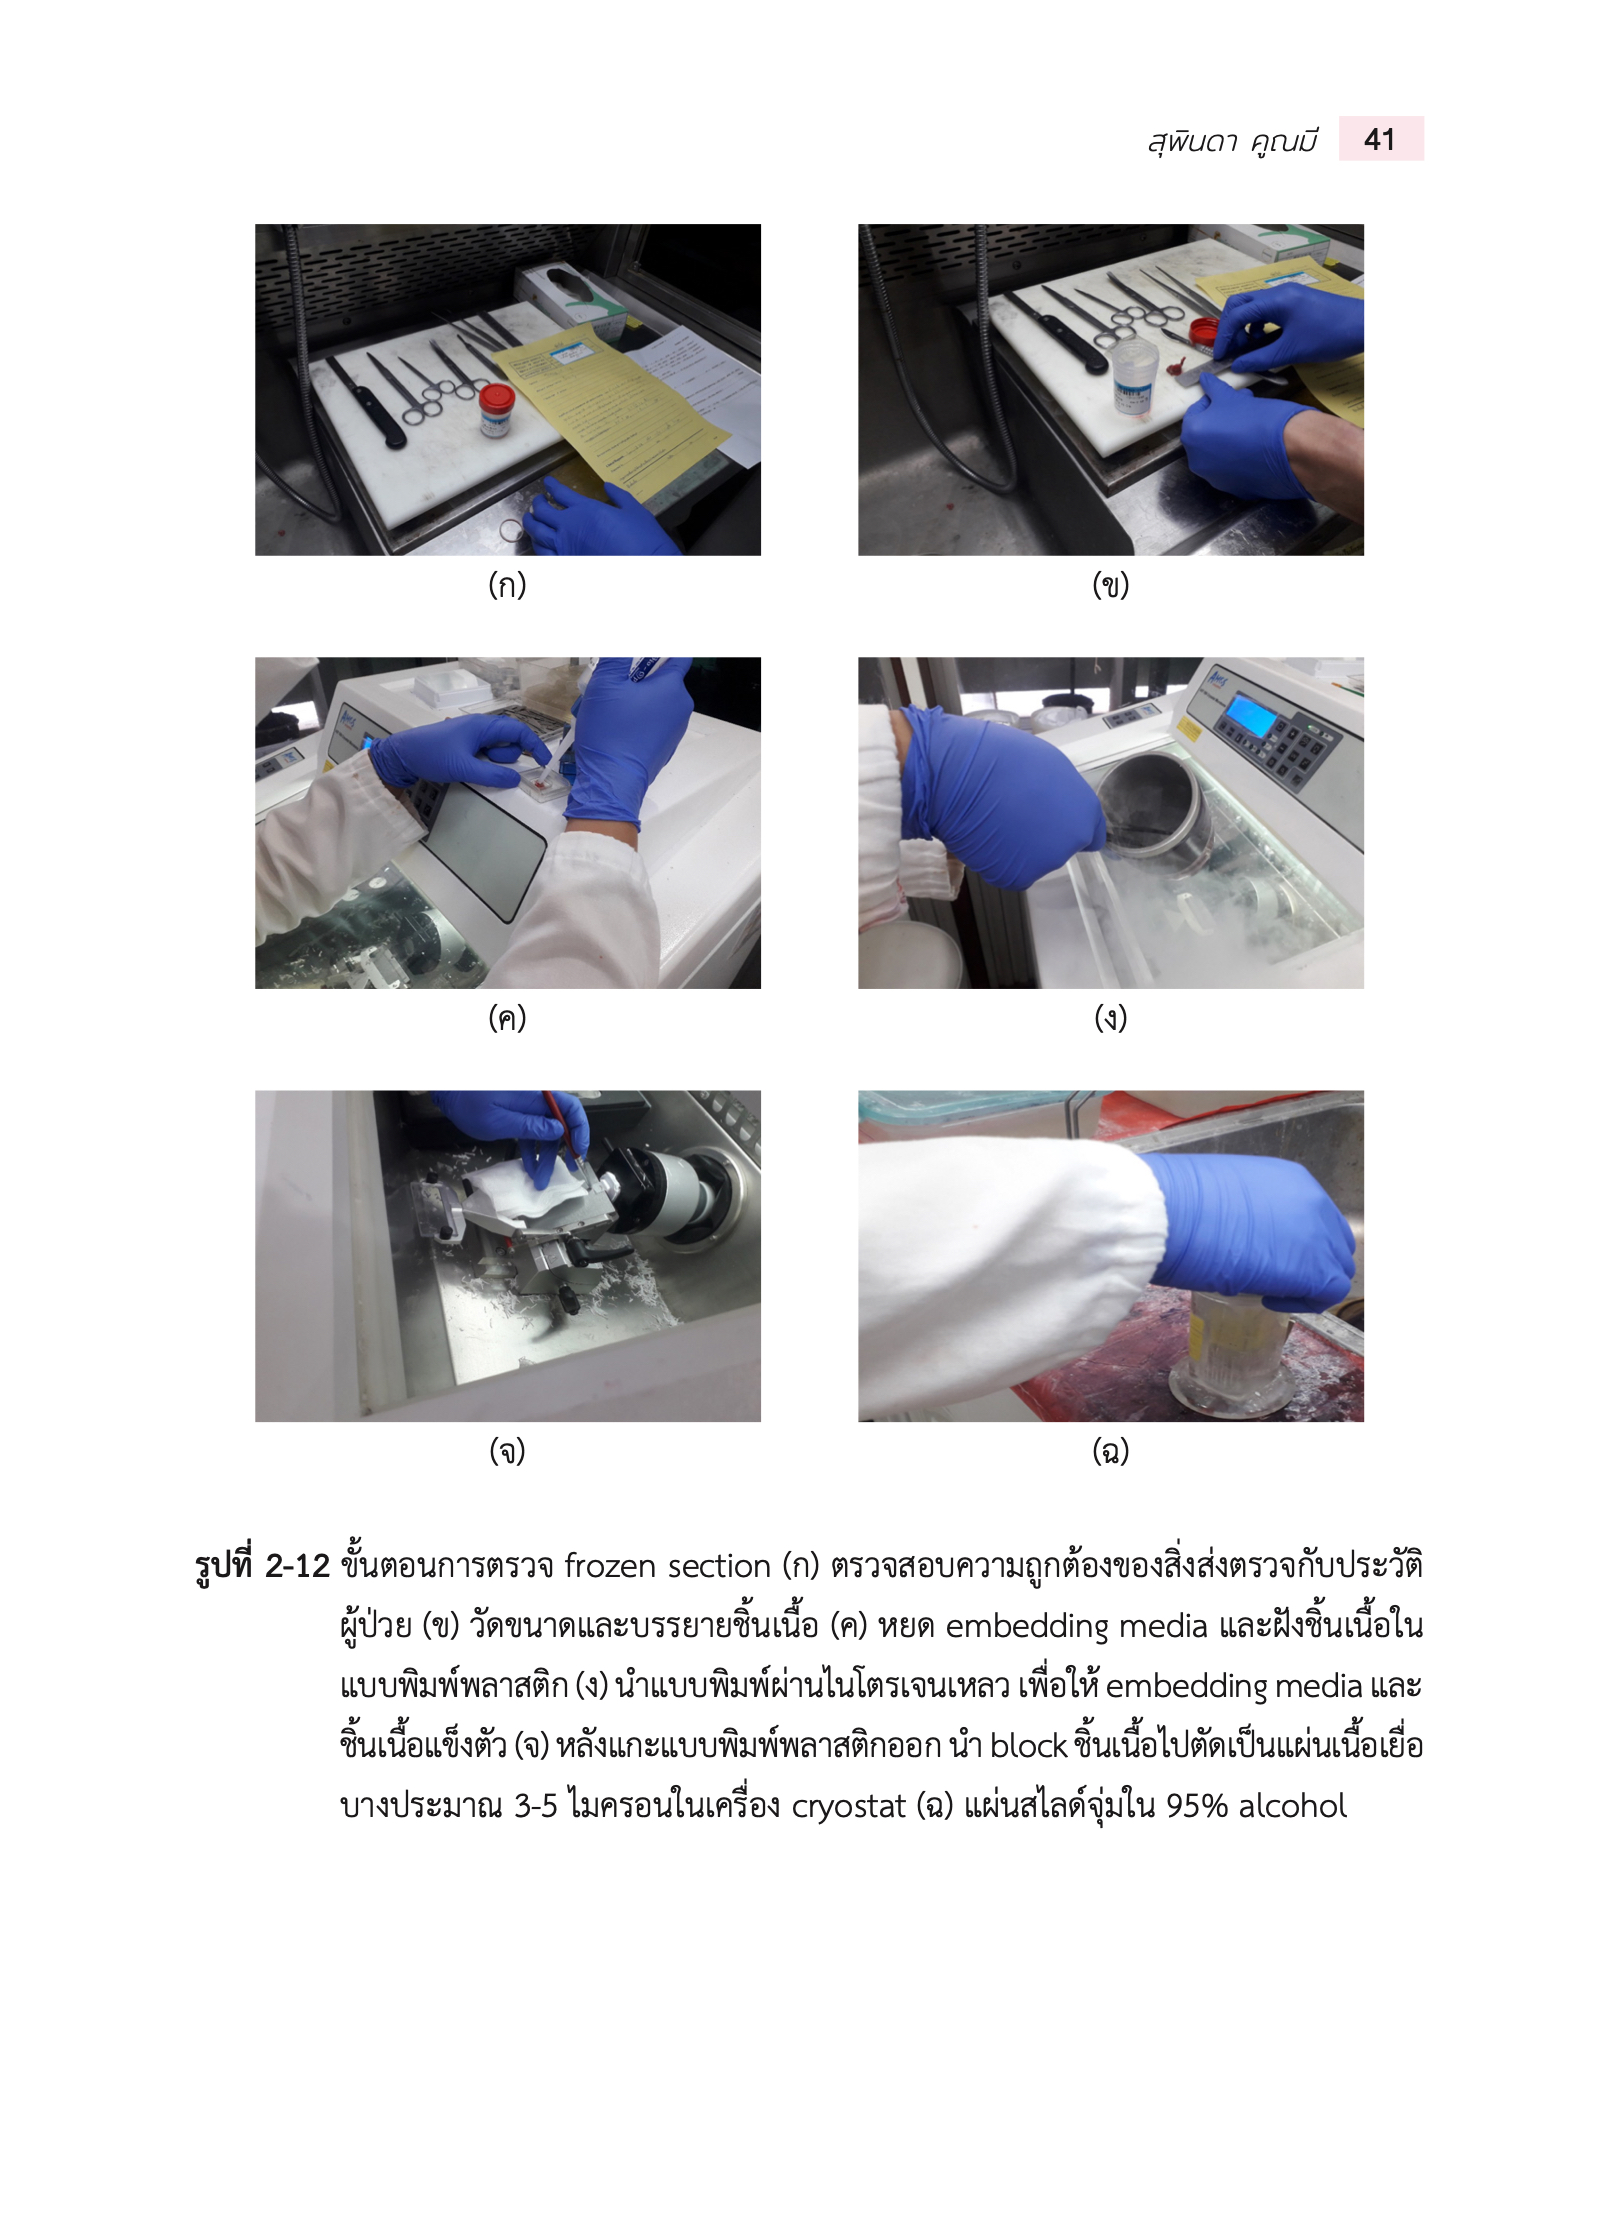 สุพินดา คูณมี 41
(ก) (ข)
(ค) (ง)
(จ) (ฉ)
รูปที่ 2-12 ขั้นตอนการตรวจ frozen section (ก) ตรวจสอบความถูกต้องของสิ่งส่งตรวจกับประวัติ
ผู้ป่วย (ข) วัดขนาดและบรรยายชิ้นเนื้อ (ค) หยด embedding media และฝังชิ้นเนื้อใน
แบบพิมพ์พลาสติก (ง) นำแบบพิมพ์ผ่านไนโตรเจนเหลว เพื่อให้ embedding media และ
ชิ้นเนื้อแข็งตัว (จ) หลังแกะแบบพิมพ์พลาสติกออก นำ block ชิ้นเนื้อไปตัดเป็นแผ่นเนื้อเยื่อ
บางประมาณ 3-5 ไมครอนในเครื่อง cryostat (ฉ) แผ่นสไลด์จุ่มใน 95% alcohol